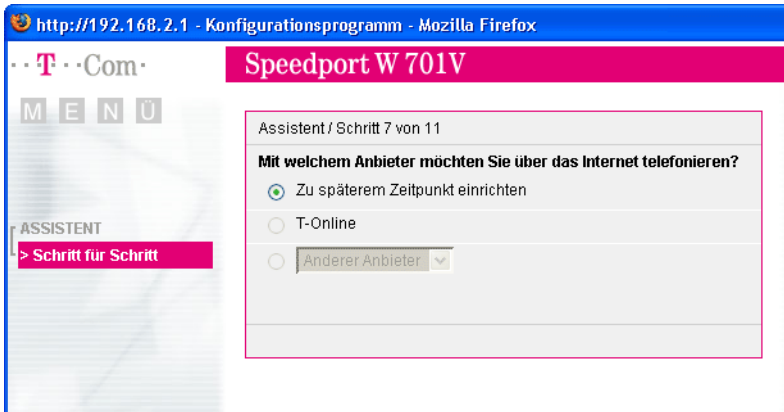 http://192.168.2.1 - Konfigurationsprogramm - Mozilla Firefox
··T··Com·
Speedport W 701V
MENÜ
Assistent / Schritt 7 von 11
Mit welchem Anbieter möchten Sie über das Internet telefonieren?
Zu späterem Zeitpunkt einrichten
T-Online
Anderer Anbieter
ASSISTENT
> Schritt für Schritt